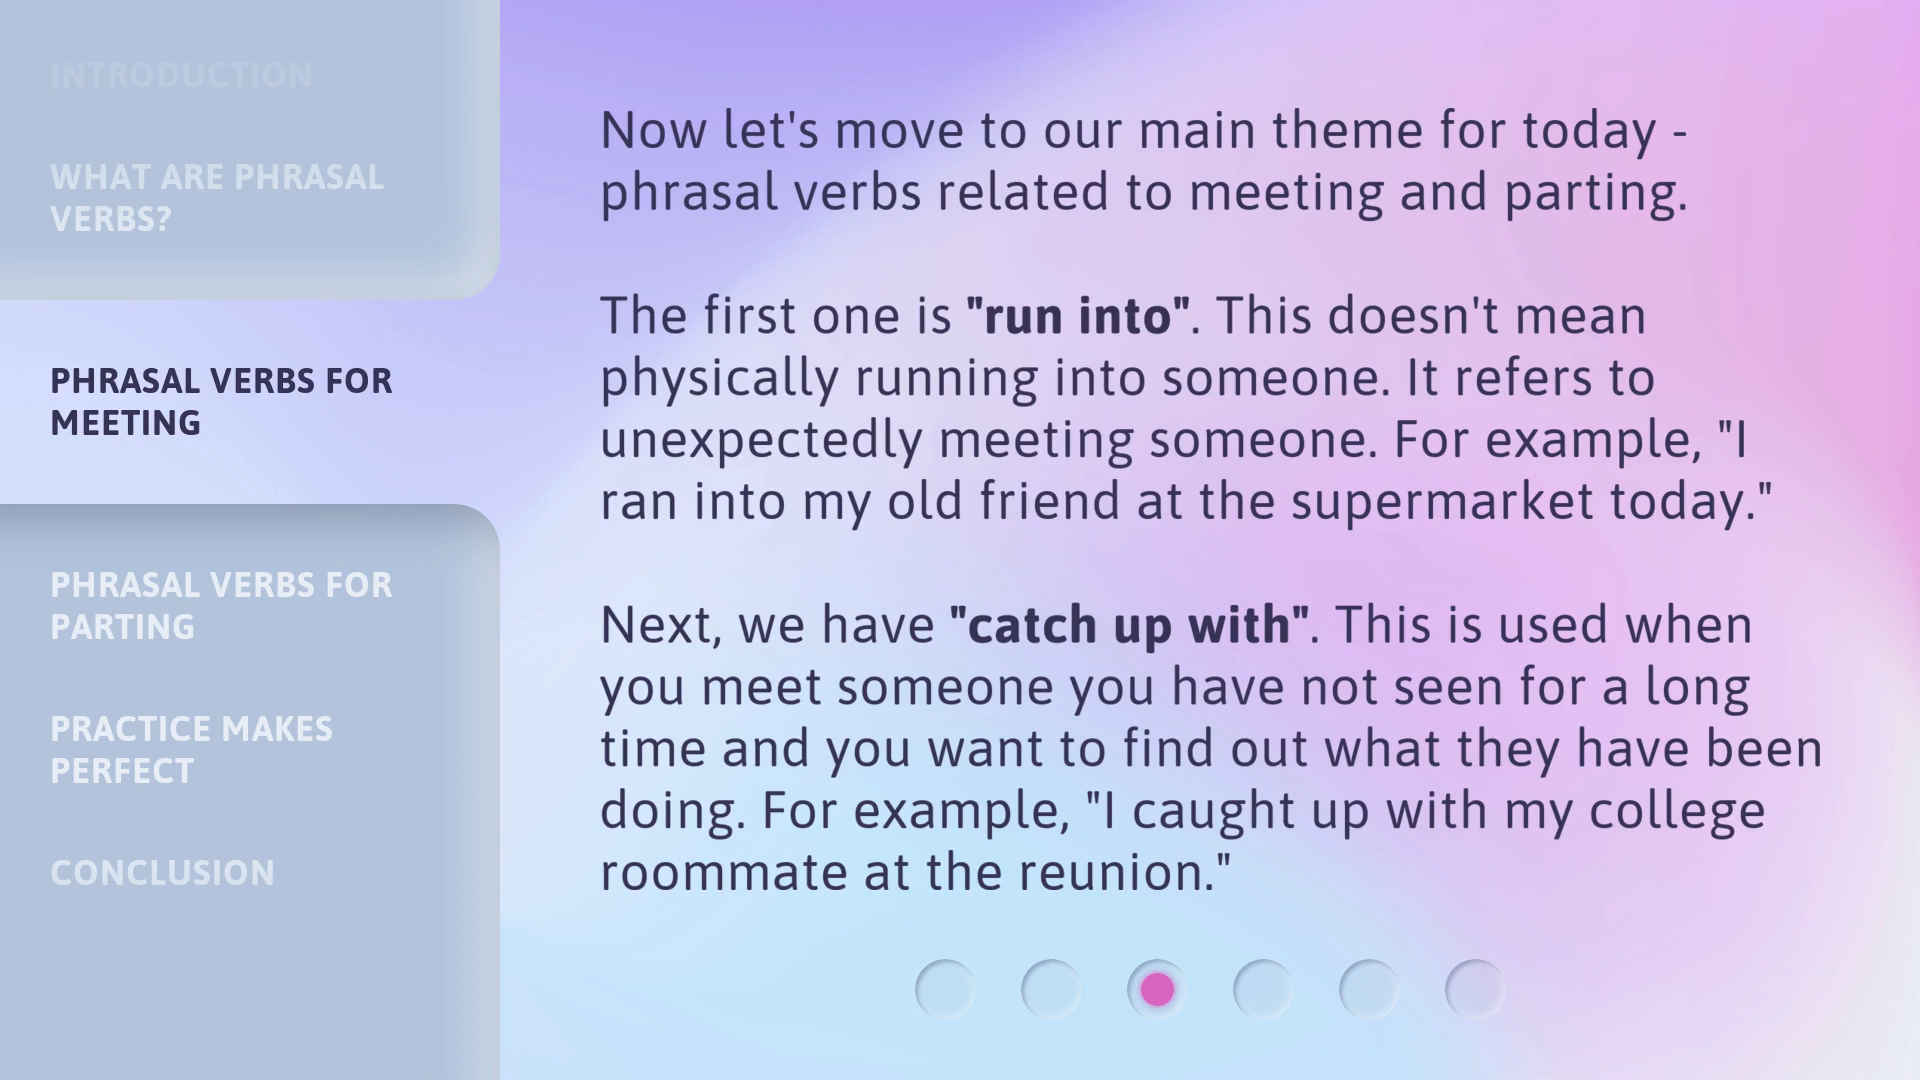 INTRODUCTION
WHAT ARE PHRASAL
VERBS?
PHRASAL VERBS FOR
MEETING
PHRASAL VERBS FOR
PARTING
PRACTICE MAKES
PERFECT
CONCLUSION
Now let's move to our main theme for today -
phrasal verbs related to meeting and parting.
The first one is "run into". This doesn't mean
physically running into someone. It refers to
unexpectedly meeting someone. For example, "I
ran into my old friend at the supermarket today."
Next, we have "catch up with". This is used when
you meet someone you have not seen for a long
time and you want to find out what they have been
doing. For example, "I caught up with my college
roommate at the reunion."